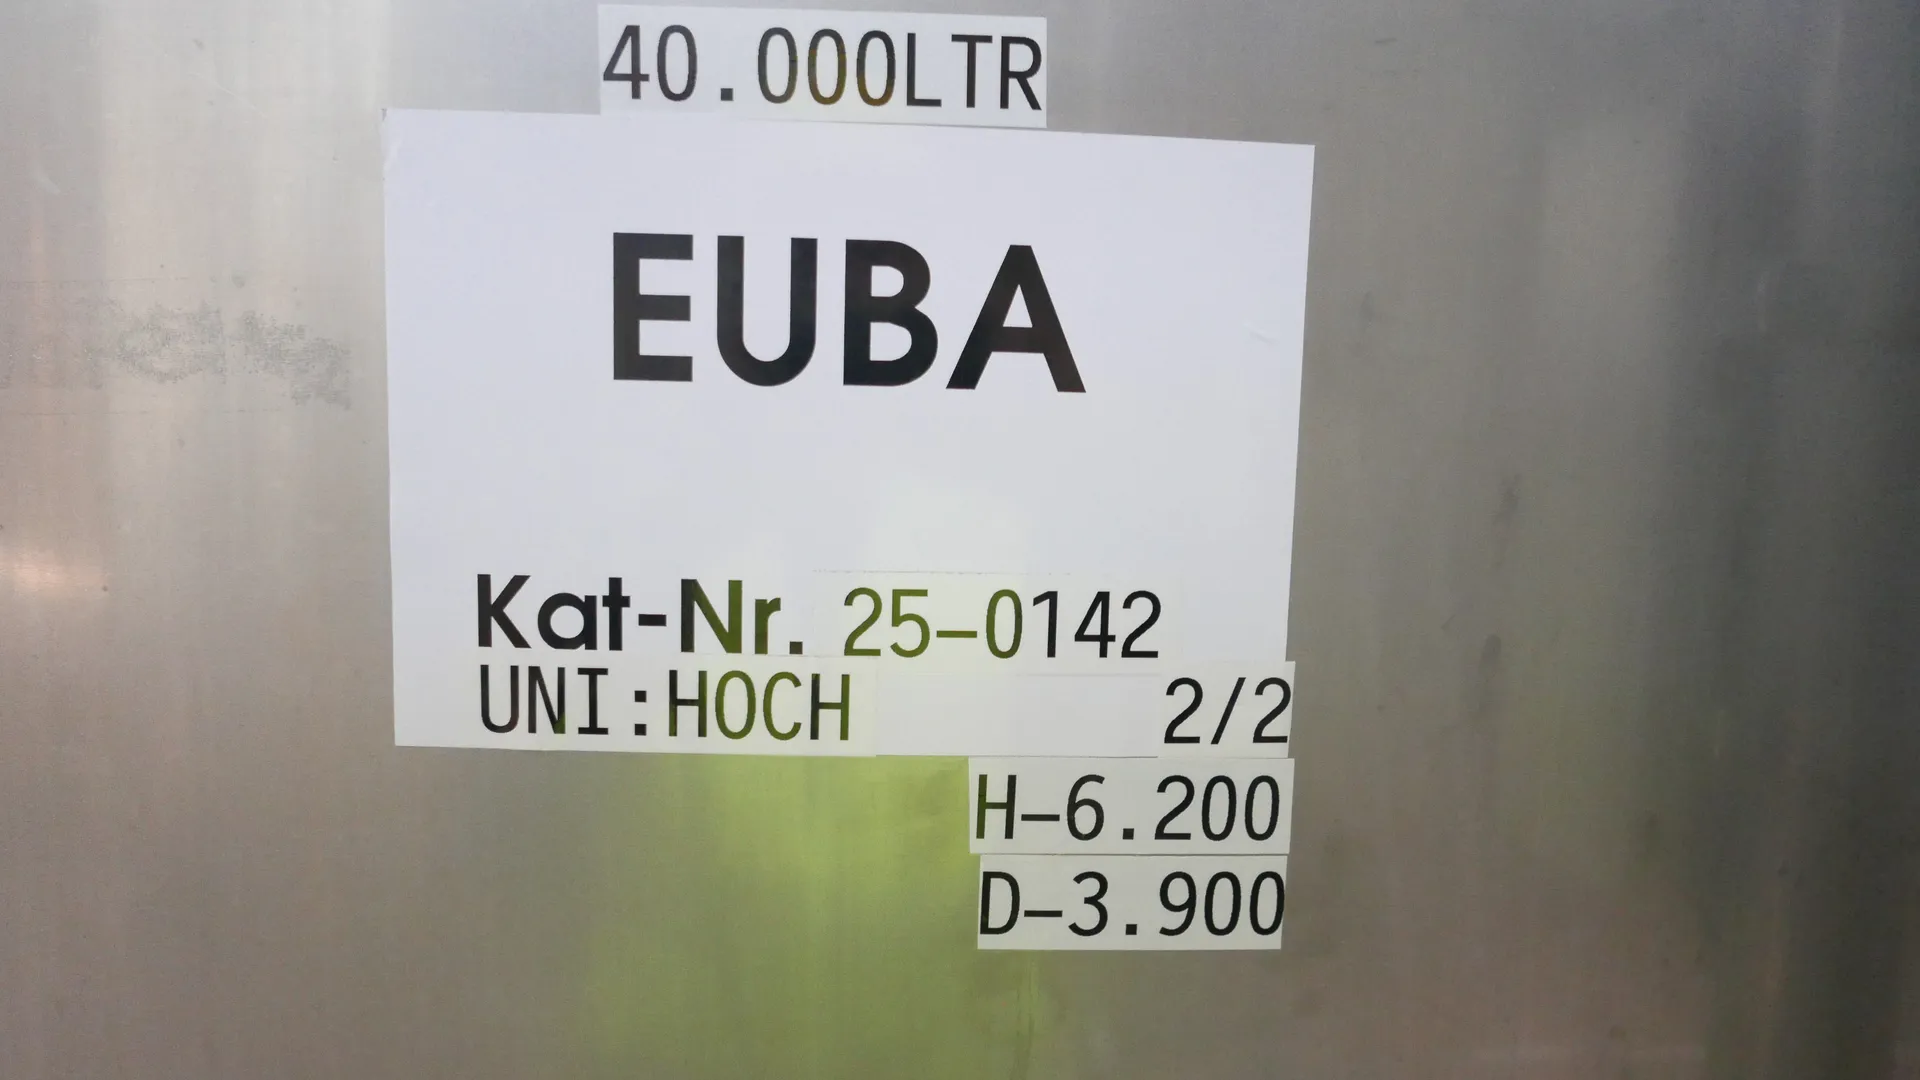 40.000LTR
EUBA
Kat-Nr. 25-0142
UNI:HOCH 2/2
H-6.200
D-3.900